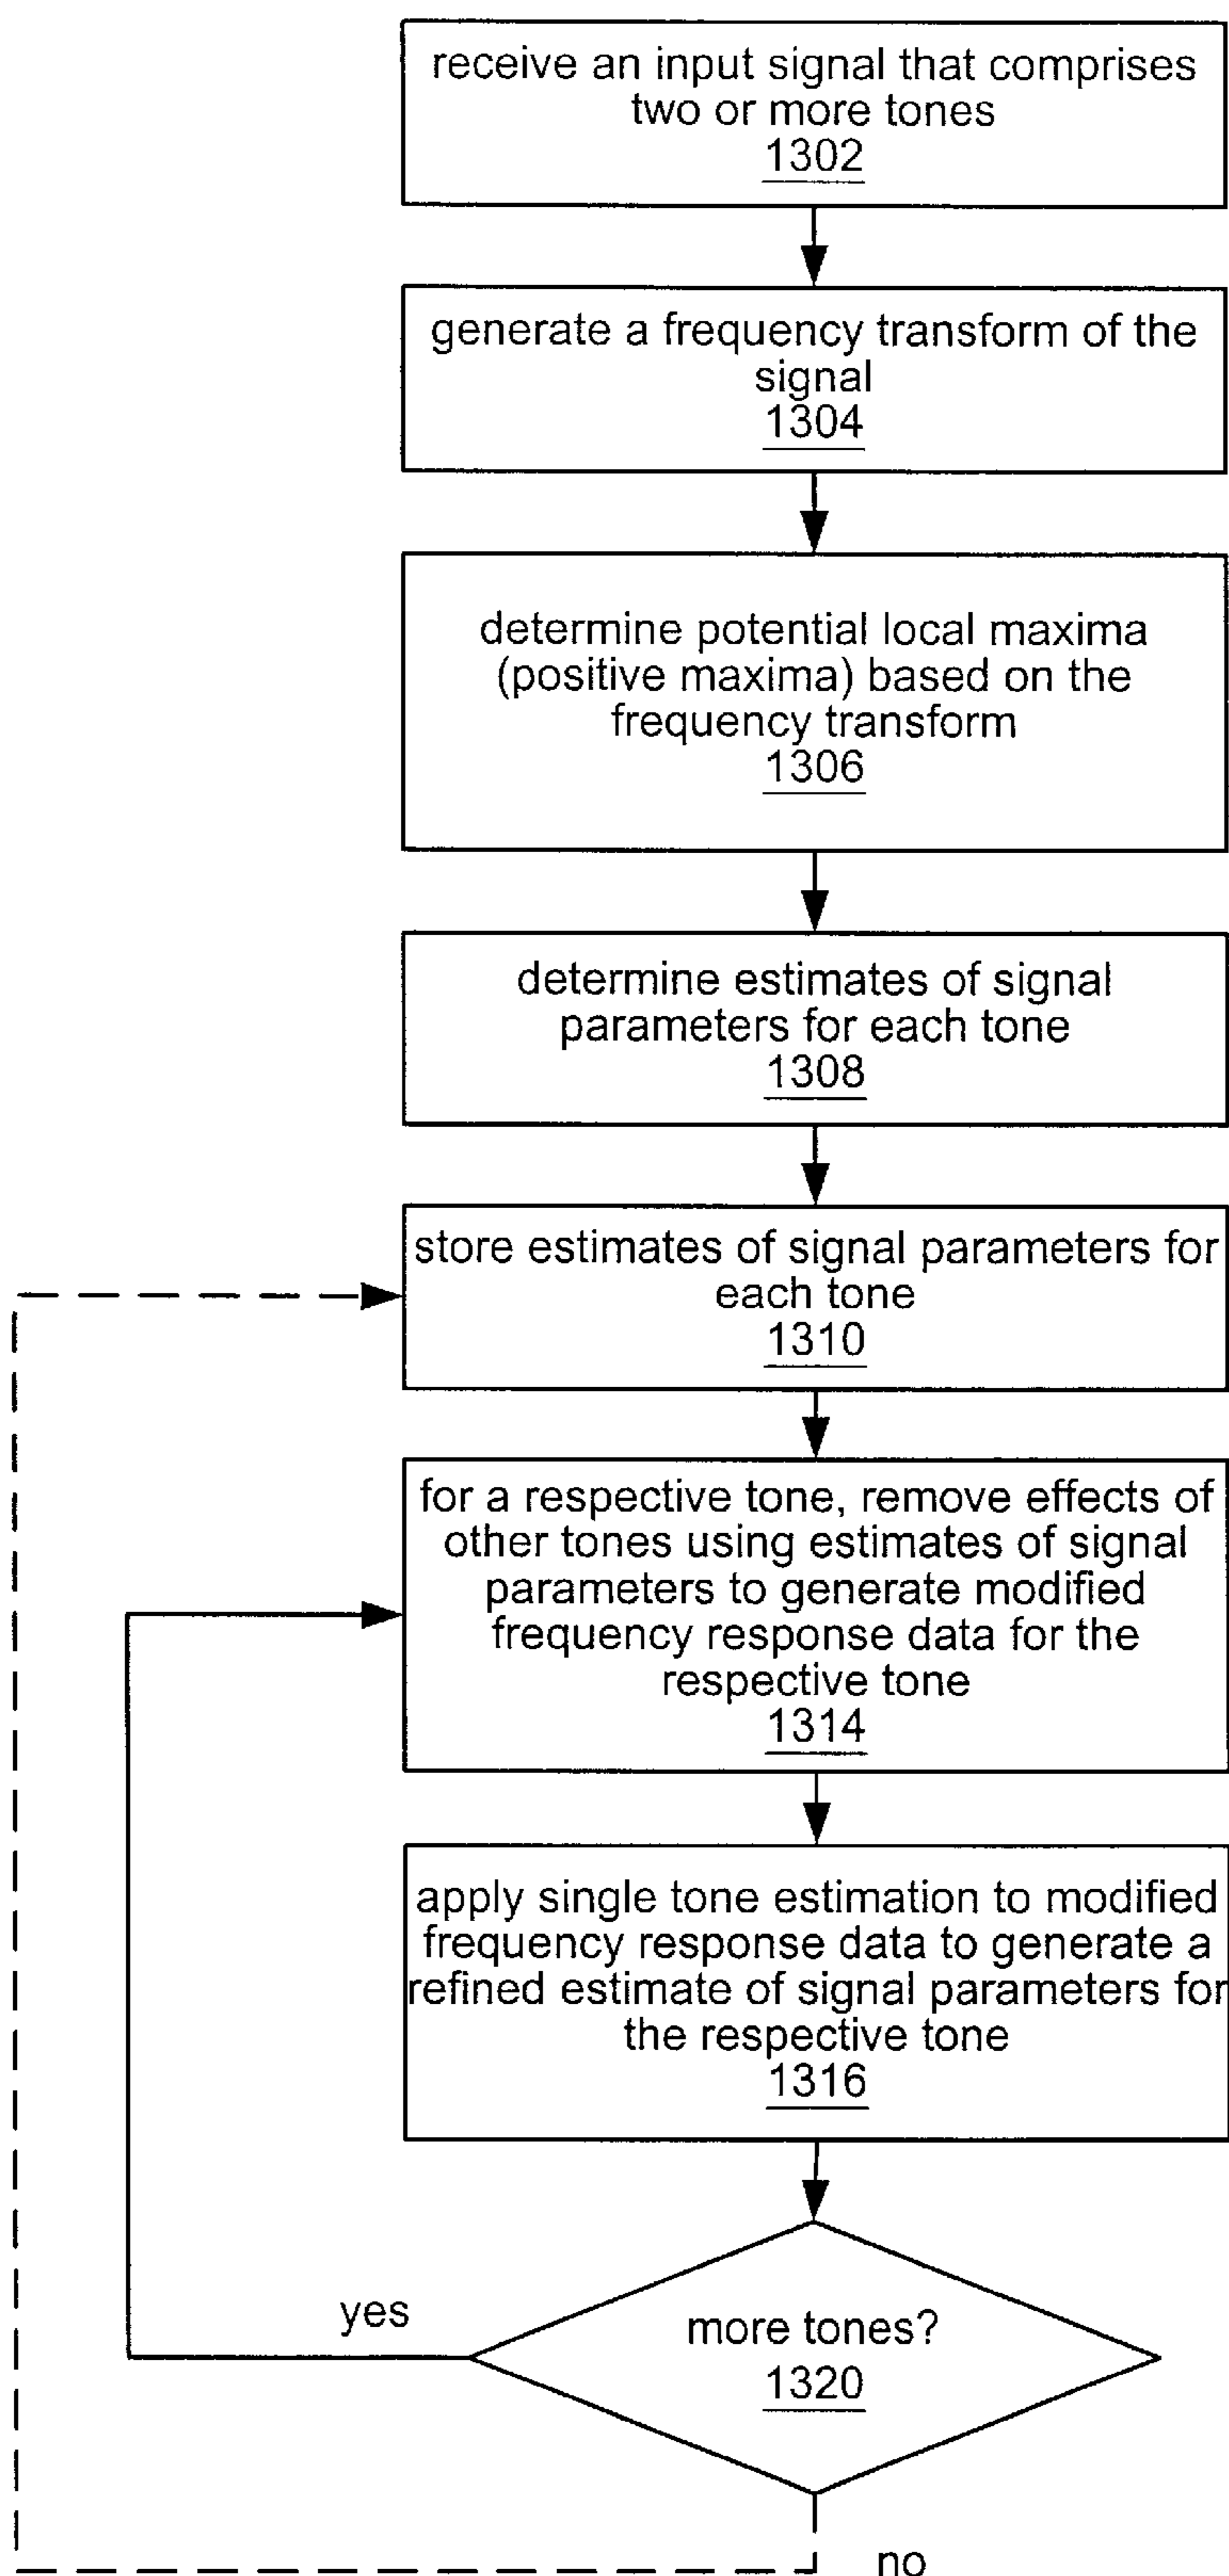 receive an input signal that comprises
two or more tones
1302
generate a frequency transform of the
signal
1304
determine potential local maxima
(positive maxima) based on the
frequency transform
1306
determine estimates of signal
parameters for each tone
1308
store estimates of signal parameters for
each tone
1310
for a respective tone, remove effects of
other tones using estimates of signal
parameters to generate modified
frequency response data for the
respective tone
1314
apply single tone estimation to modified
frequency response data to generate a
refined estimate of signal parameters for
the respective tone
1316
yes
more tones?
1320
no